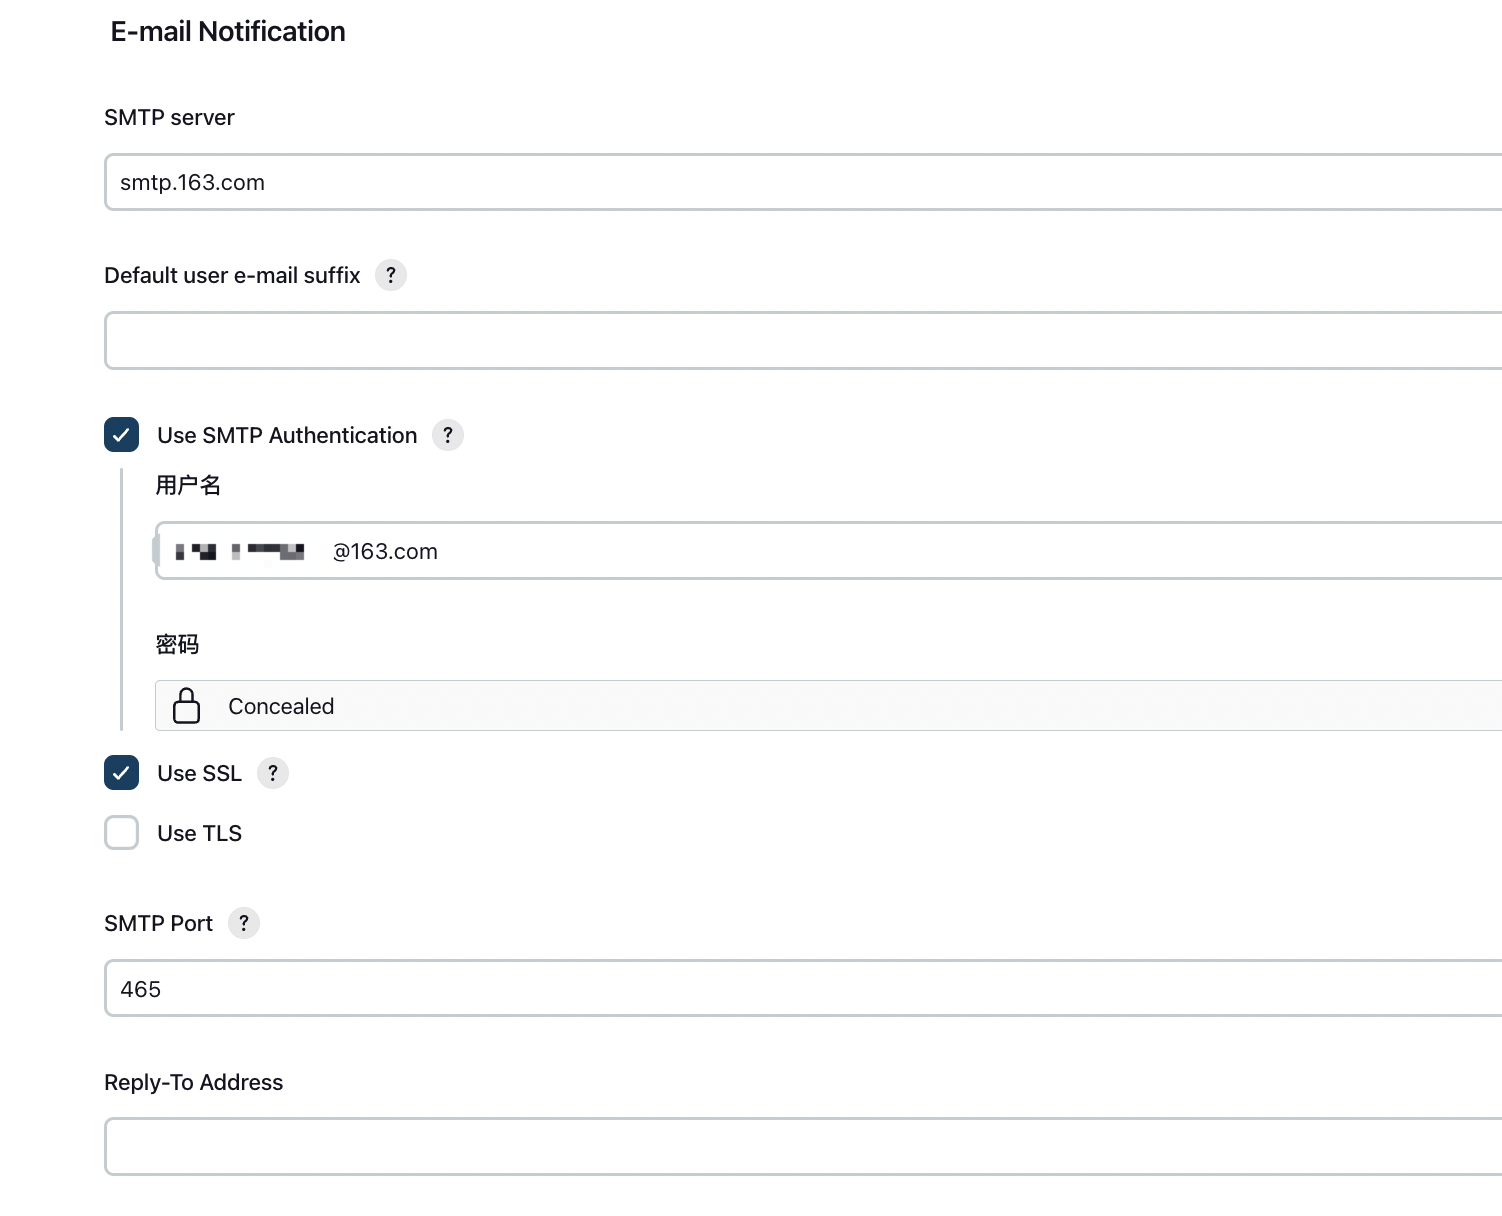 E-mail Notification
SMTP server
smtp.163.com
Default user e-mail suffix ?
Use SMTP Authentication ?
用户名
@163.com
密码
Concealed
Use SSL ?
Use TLS
SMTP Port ?
465
Reply-To Address